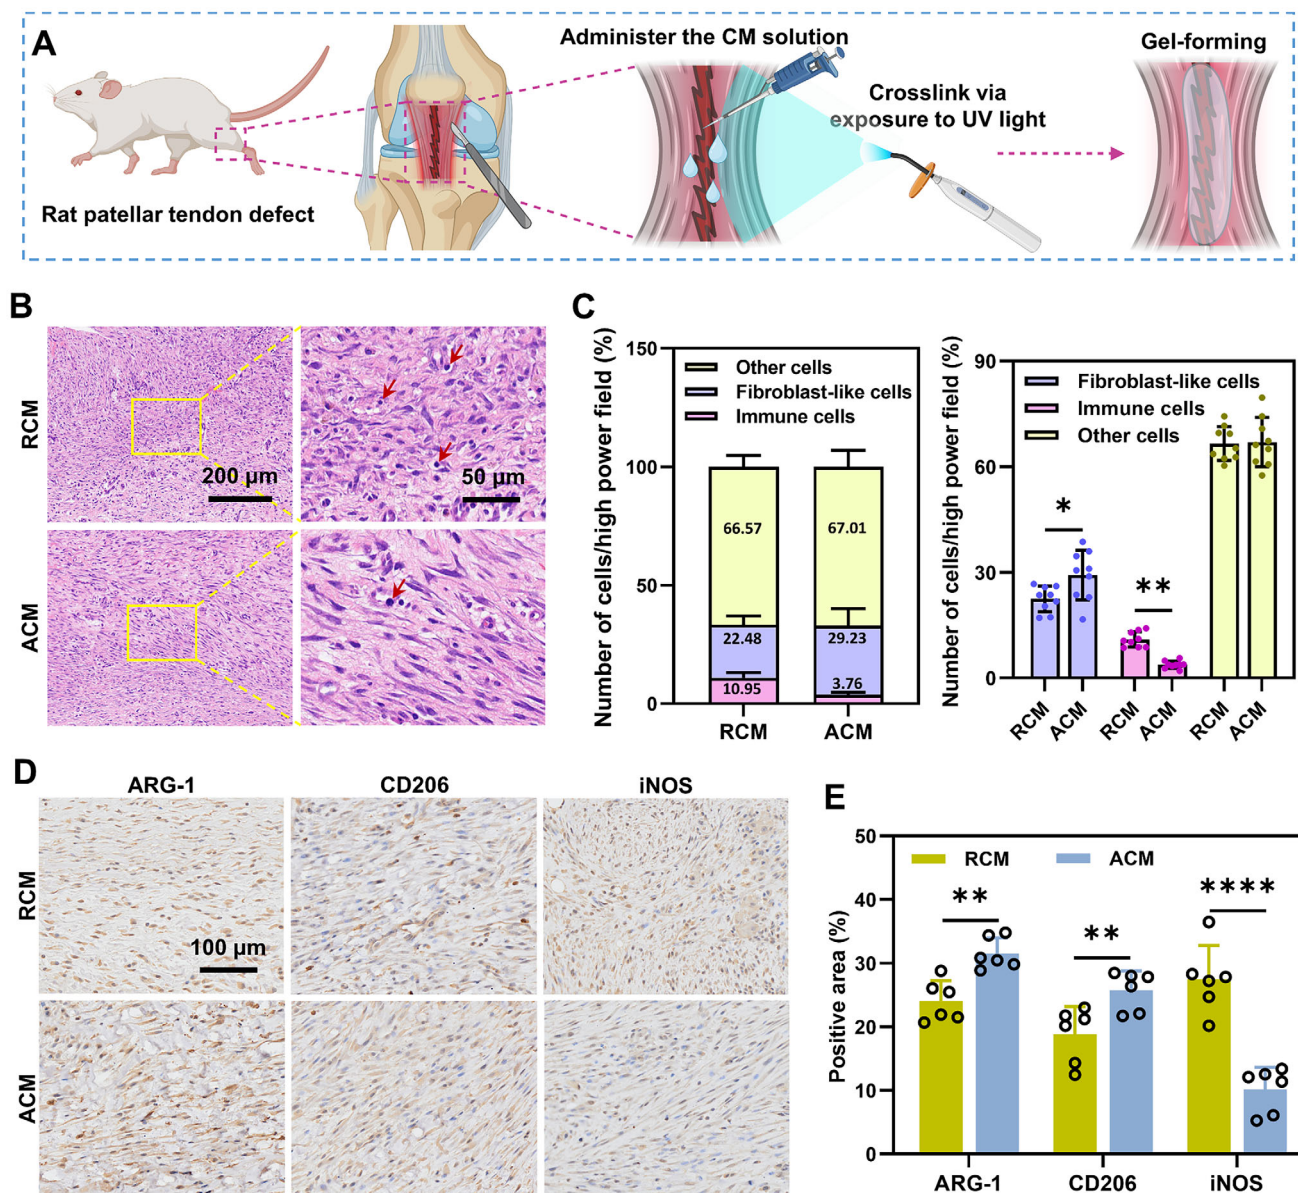 A
Rat patellar tendon defect
Administer the CM solution
Crosslink via
exposure to UV light
Gel-forming
B
RCM
200 μm
50 μm
ACM
C
Number of cells/high power field (%)
150
100
50
0
Other cells
Fibroblast-like cells
Immune cells
66.57
67.01
22.48
29.23
10.95
3.76
RCM
ACM
Number of cells/high power field (%)
90
60
30
0
Fibroblast-like cells
Immune cells
Other cells
*
**
RCM
ACM
RCM
ACM
RCM
ACM
D
ARG-1
CD206
iNOS
RCM
100 μm
ACM
E
Positive area (%)
50
40
30
20
10
0
RCM
ACM
**
**
****
ARG-1
CD206
iNOS